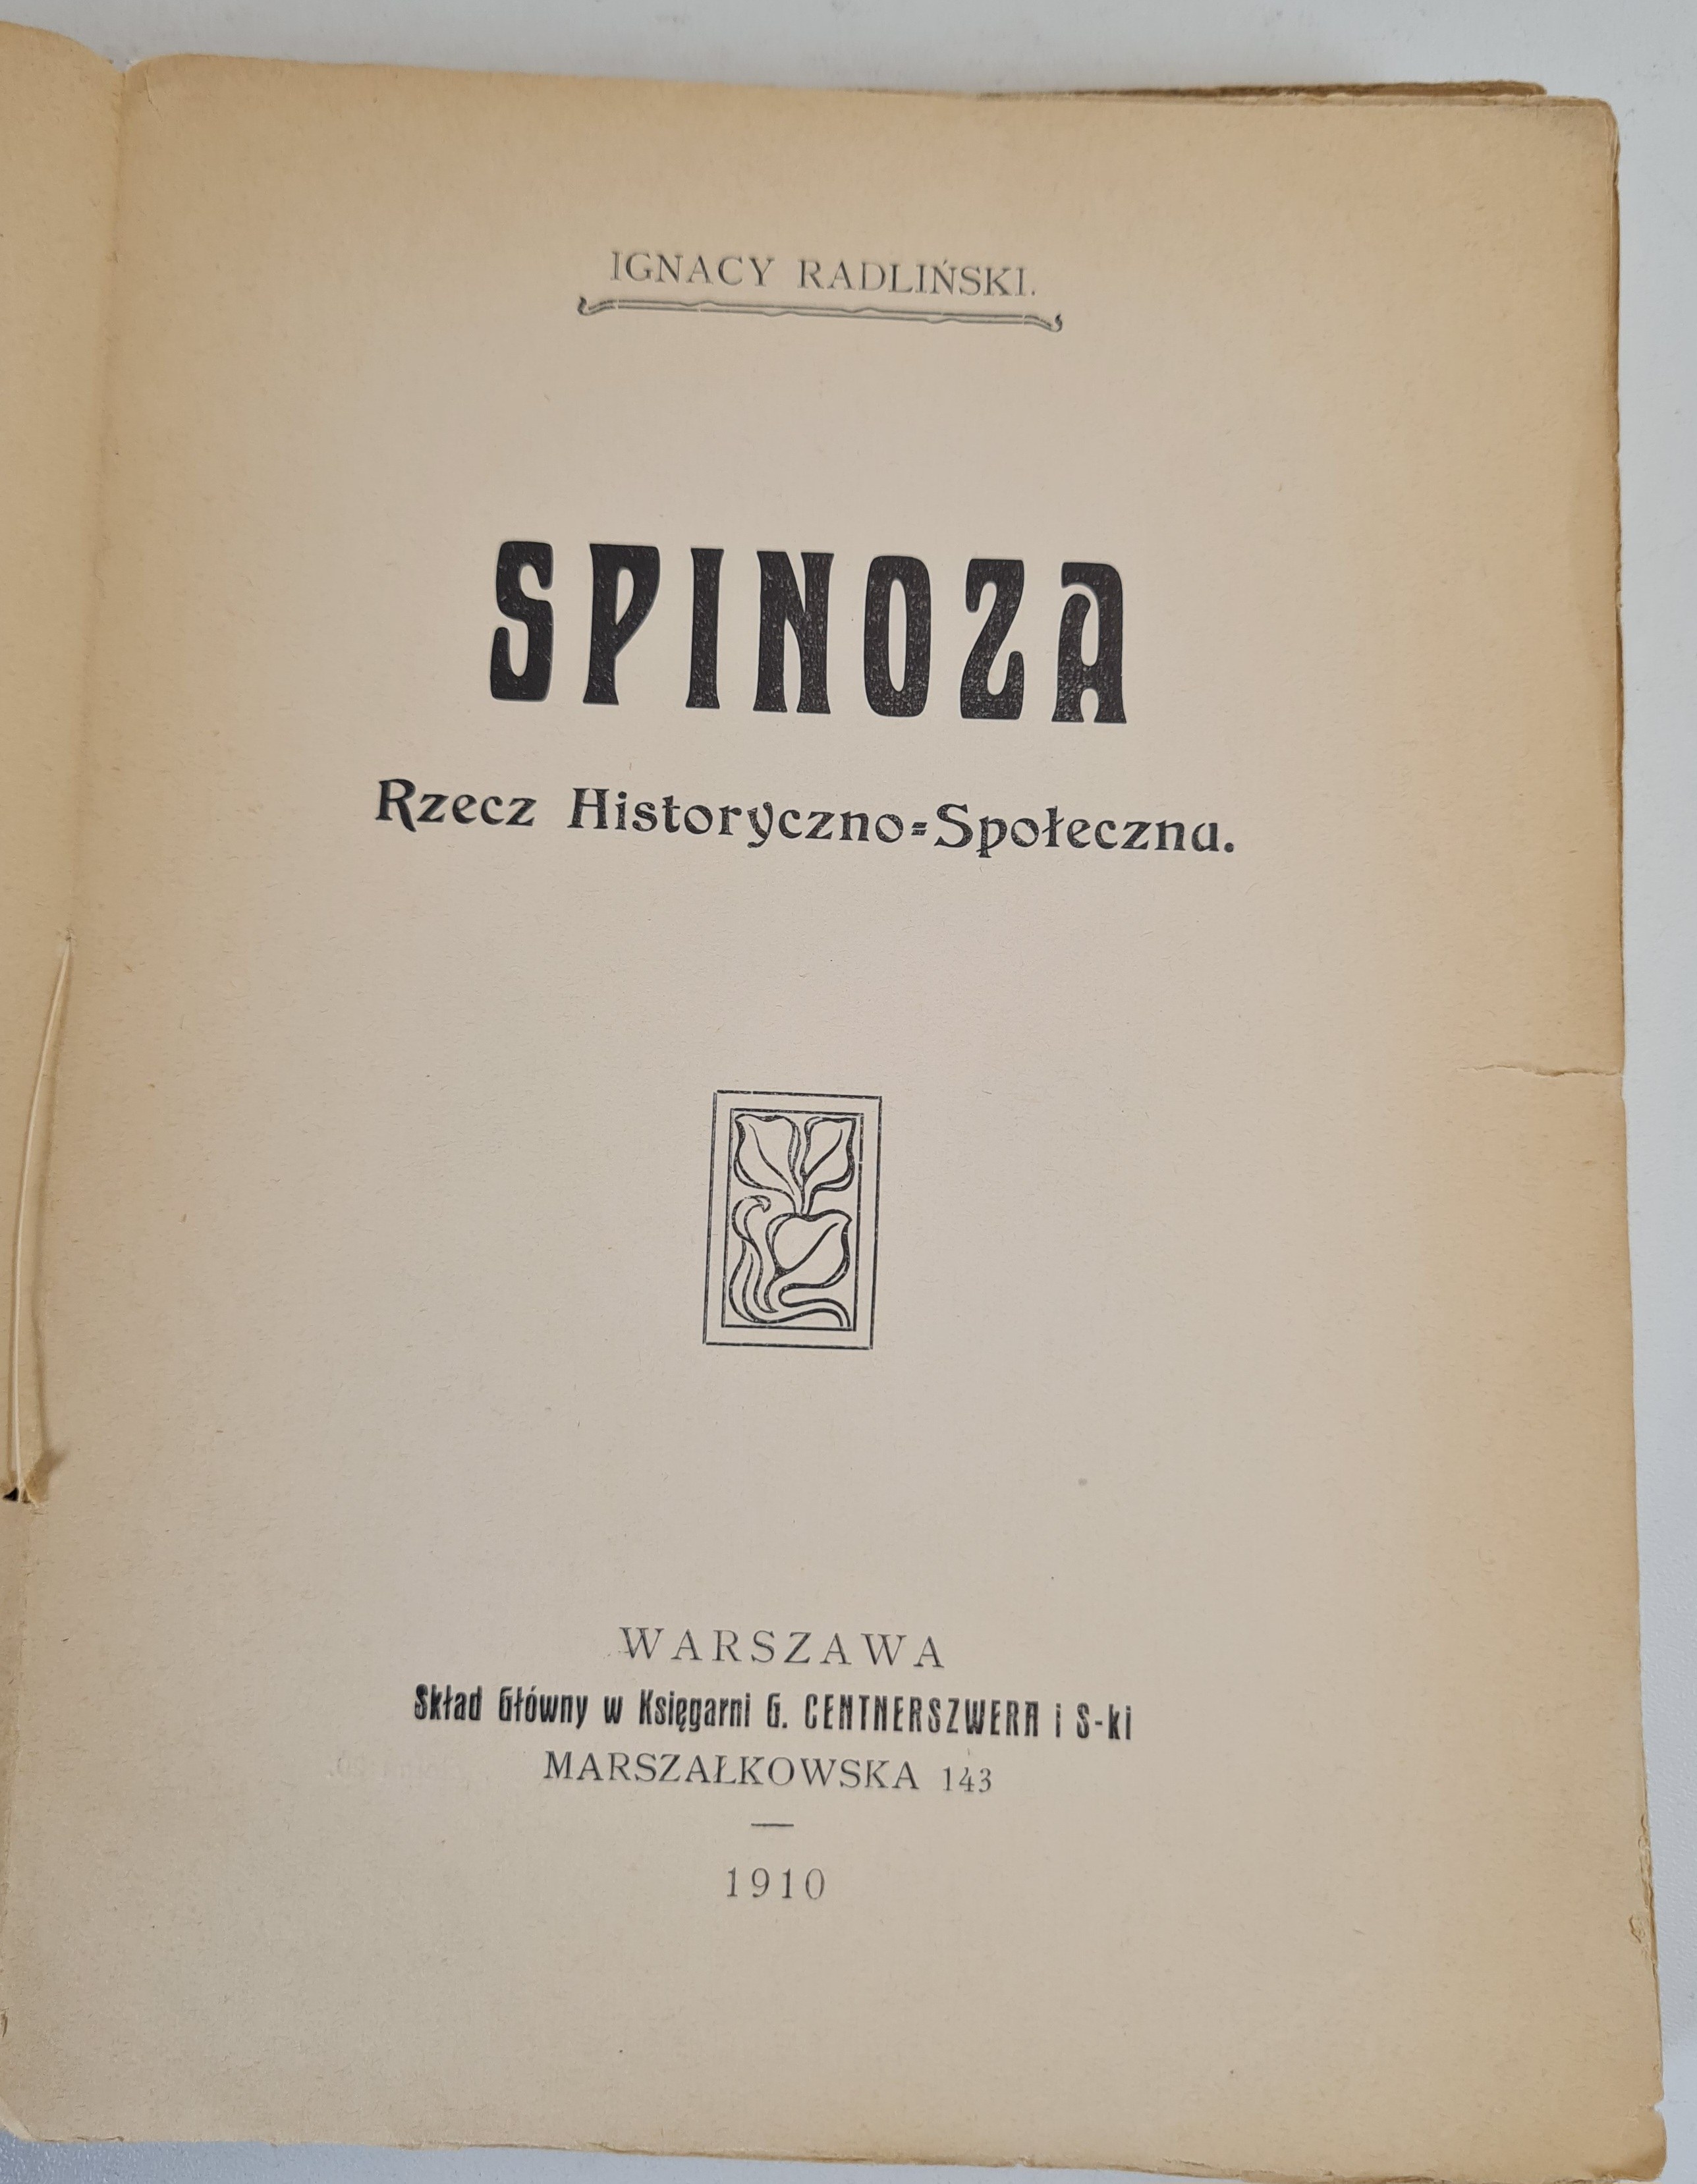 IGNACY RADLIŃSKI.
SPINOZA
Rzecz Historyczno-Społeczna.
WARSZAWA
Skład Główny w Księgarni G. CENTNERSZWERA i S-ki
MARSZAŁKOWSKA 143
1910